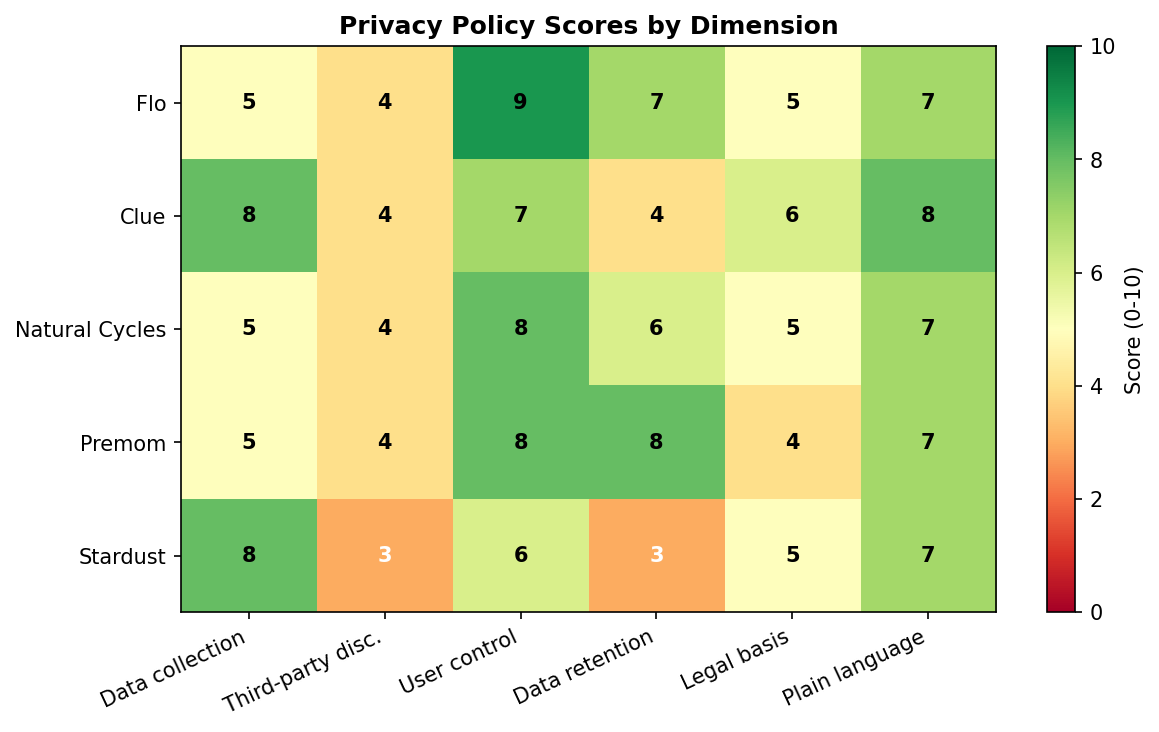 Privacy Policy Scores by Dimension
Flo 5 4 9 7 5 7
Clue 8 4 7 4 6 8
Natural Cycles 5 4 8 6 5 7
Premom 5 4 8 8 4 7
Stardust 8 3 6 3 5 7
Data collection
Third-party disc.
User control
Data retention
Legal basis
Plain language
10
8
6
4
2
0
Score (0-10)